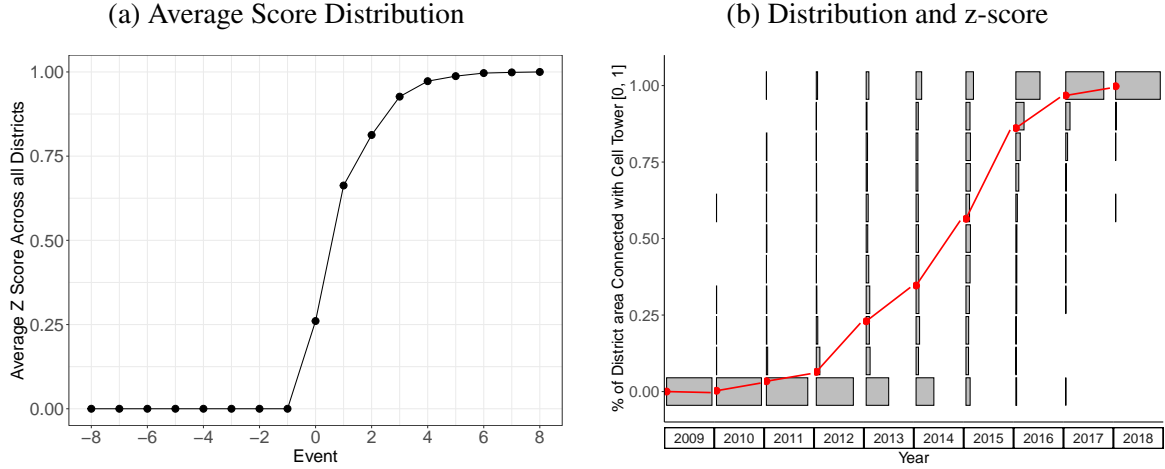 (a) Average Score Distribution
Average Z Score Across all Districts
1.00
0.75
0.50
0.25
0.00
−8 −6 −4 −2 0 2 4 6 8
Event
(b) Distribution and z-score
% of District area Connected with Cell Tower [0, 1]
1.00
0.75
0.50
0.25
0.00
2009 2010 2011 2012 2013 2014 2015 2016 2017 2018
Year